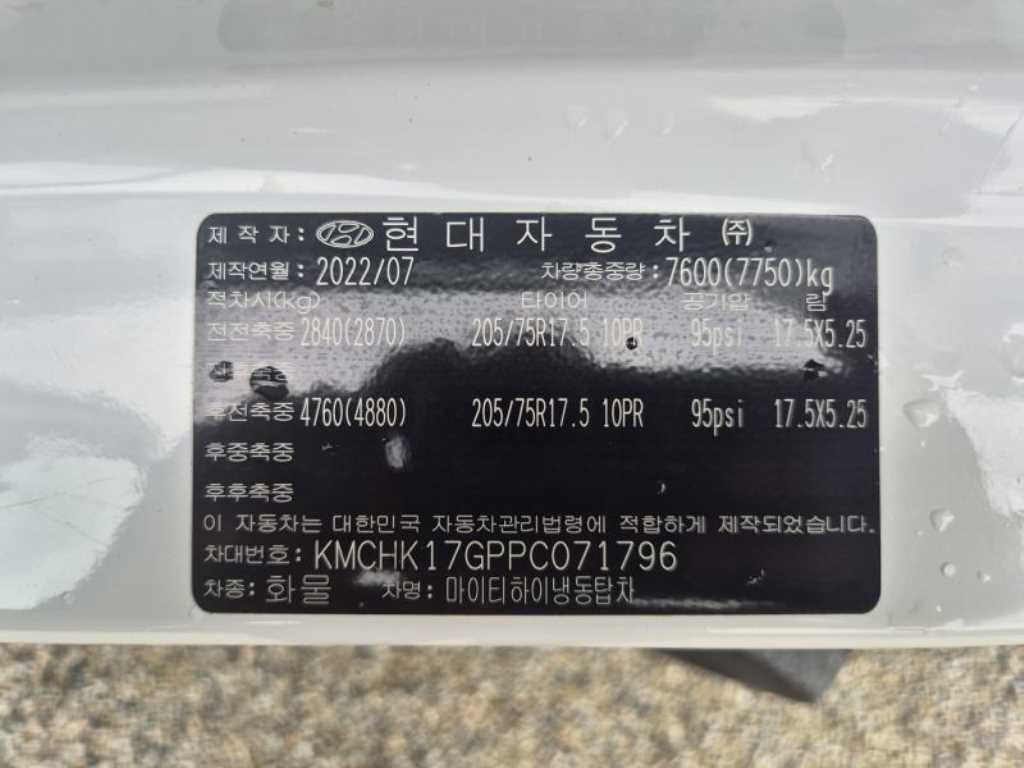 제작자: 현대자동차 ㈜
제작연월: 2022/07 차량총중량: 7600(7750)kg
적차시(kg) 타이어 공기압 림
전전축중 2840(2870) 205/75R17.5 10PR 95psi 17.5X5.25
축중
후전축중 4760(4880) 205/75R17.5 10PR 95psi 17.5X5.25
후중축중
후후축중
이 자동차는 대한민국 자동차관리법령에 적합하게 제작되었습니다.
차대번호: KMCHK17GPPC071796
차종: 화물 차명: 마이티하이냉동탑차